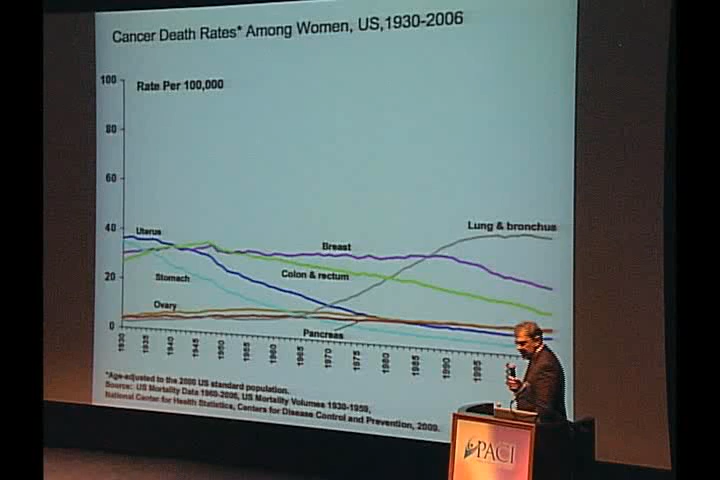 Cancer Death Rates* Among Women, US,1930-2006
Rate Per 100,000
100
80
60
40
20
0
Uterus
Breast
Lung & bronchus
Colon & rectum
Stomach
Ovary
Pancreas
1930 1935 1940 1945 1950 1955 1960 1965 1970 1975 1980 1985 1990 1995
*Age-adjusted to the 2000 US standard population.
Source: US Mortality Data 1960-2006, US Mortality Volumes 1930-1959,
National Center for Health Statistics, Centers for Disease Control and Prevention, 2009.
PACI